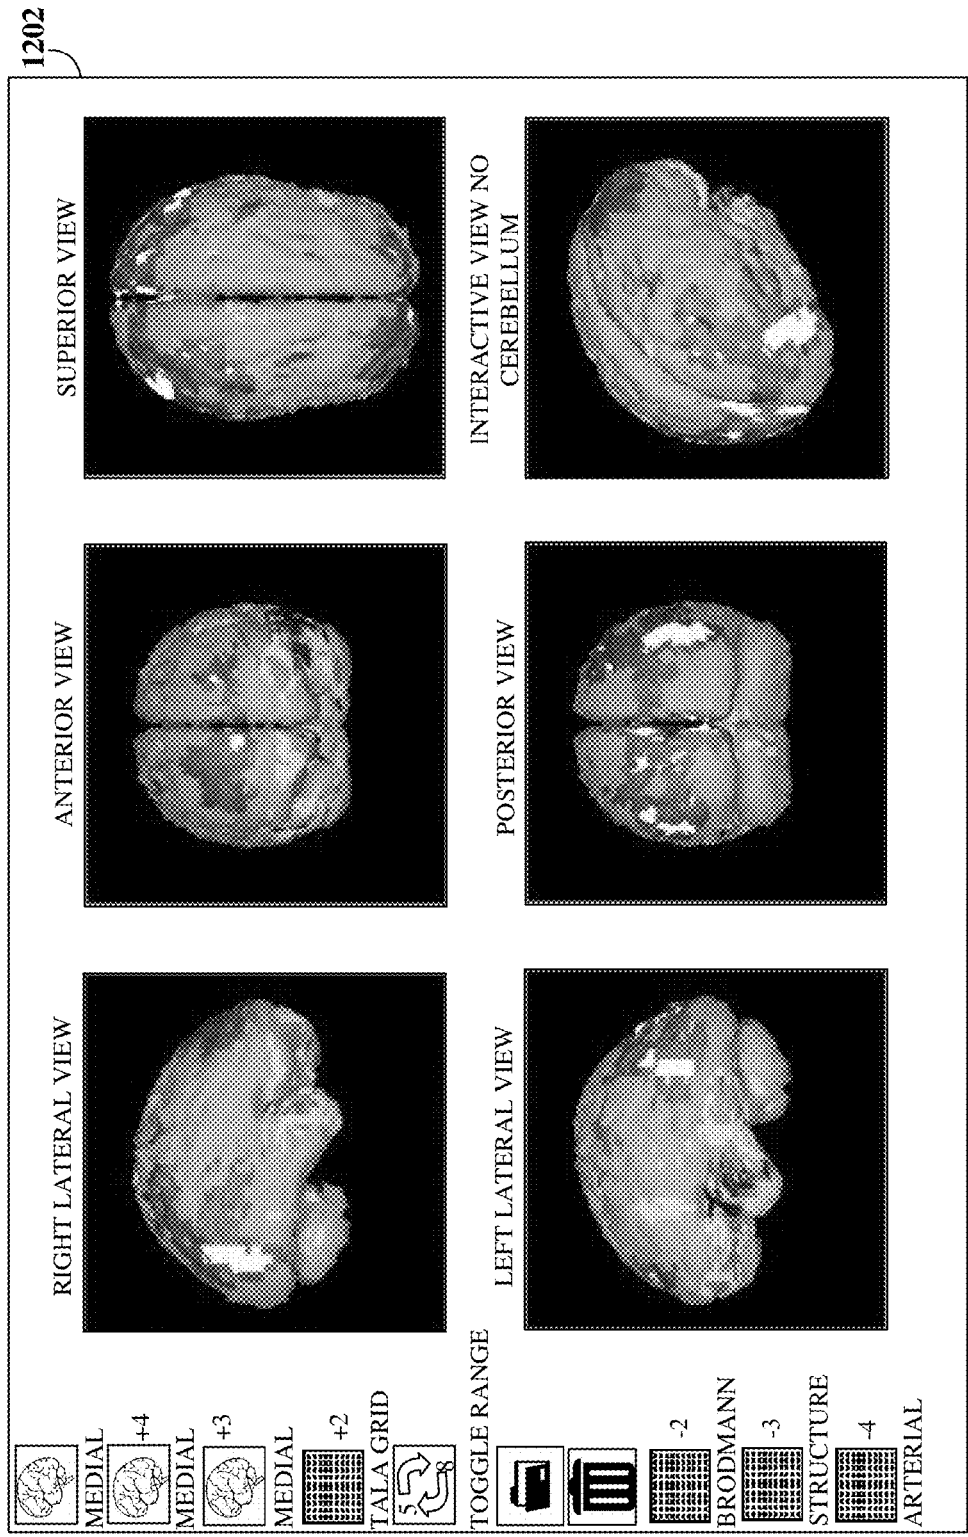 1202
MEDIAL
+4
MEDIAL
+3
MEDIAL
+2
TALA GRID
5
8
TOGGLE RANGE
-2
BRODMANN
-3
STRUCTURE
-4
ARTERIAL
RIGHT LATERAL VIEW
ANTERIOR VIEW
SUPERIOR VIEW
LEFT LATERAL VIEW
POSTERIOR VIEW
INTERACTIVE VIEW NO
CEREBELLUM